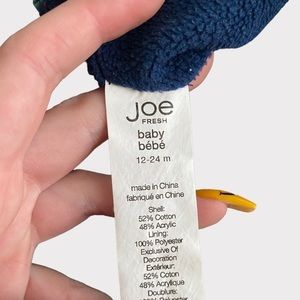 JOE
FRESH
baby
bébé
12-24 m
made in China
fabriqué en Chine
Shell:
52% Cotton
48% Acrylic
Lining:
100% Polyester
Exclusive Of
Decoration
Extérieur:
52% Coton
48% Acrylique
Doublure: